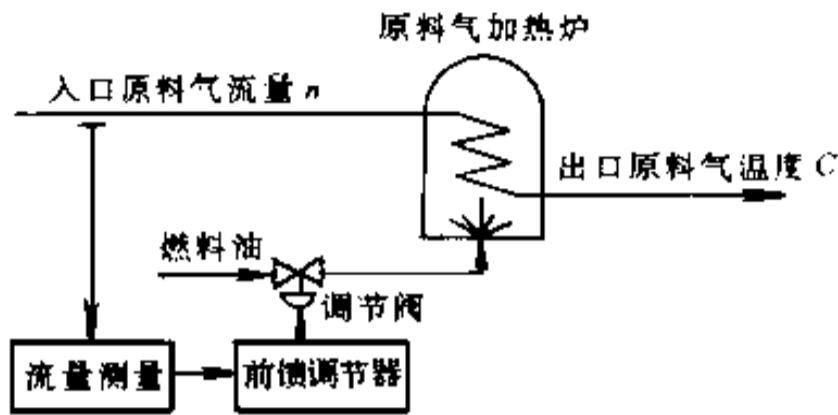 原料气加热炉
入口原料气流量 n
出口原料气温度 C
燃料油
调节阀
流量测量
前馈调节器